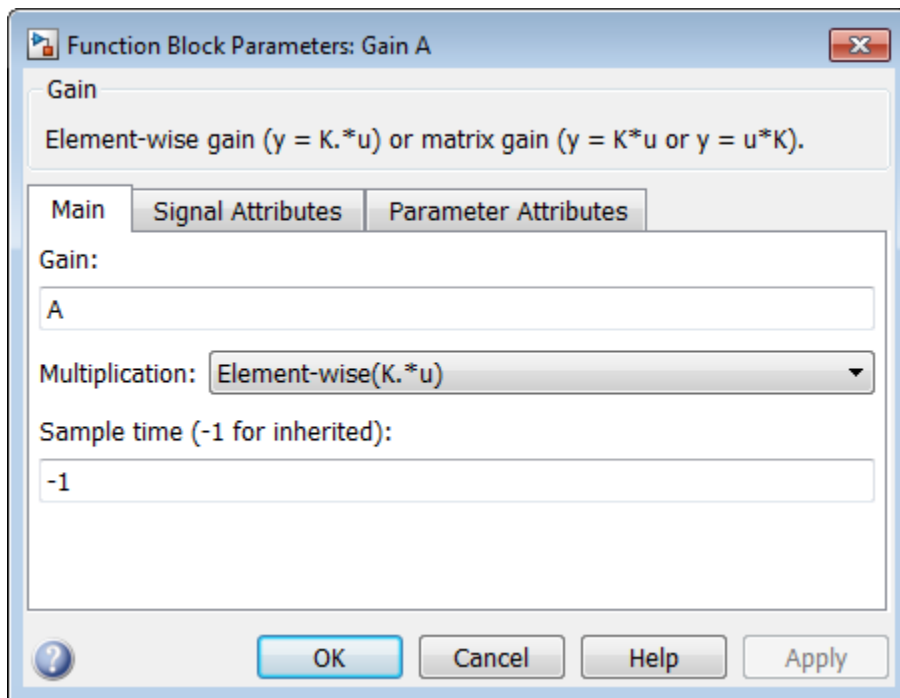 Function Block Parameters: Gain A
Gain
Element-wise gain (y = K.*u) or matrix gain (y = K*u or y = u*K).
Main Signal Attributes Parameter Attributes
Gain:
A
Multiplication: Element-wise(K.*u)
Sample time (-1 for inherited):
-1
? OK Cancel Help Apply